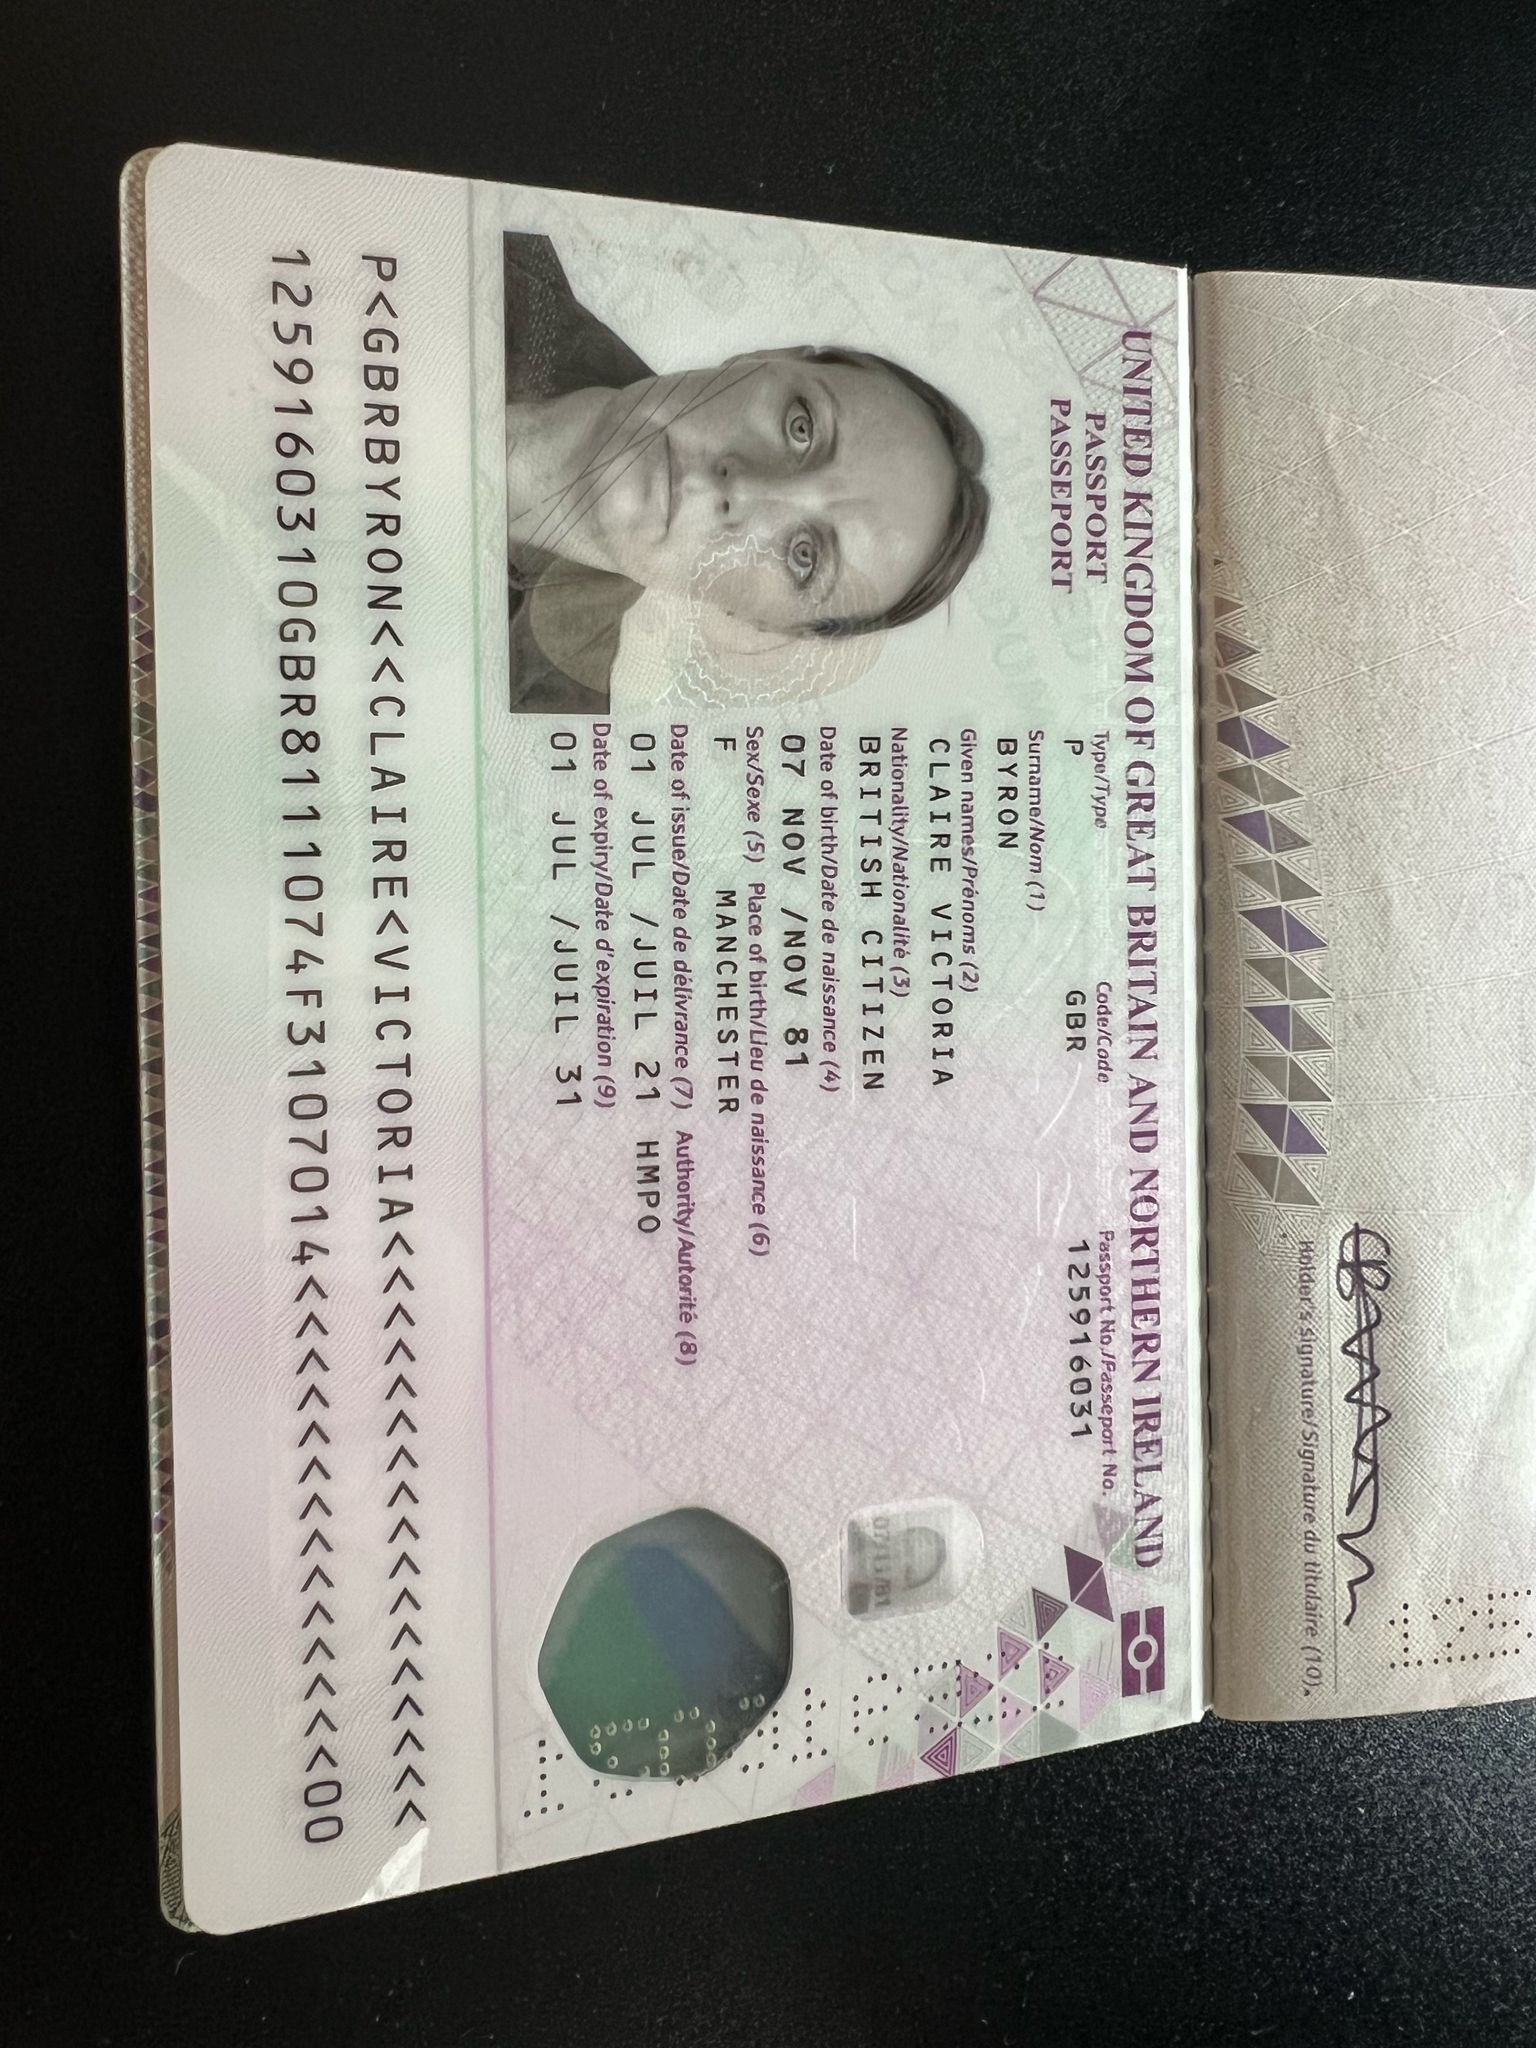 Holder's signature/Signature du titulaire (10)
UNITED KINGDOM OF GREAT BRITAIN AND NORTHERN IRELAND
PASSPORT
PASSEPORT
Type/Type Code/Code Passport No./Passeport No.
P GBR 125916031
Surname/Nom (1)
BYRON
Given names/Prénoms (2)
CLAIRE VICTORIA
Nationality/Nationalité (3)
BRITISH CITIZEN
Date of birth/Date de naissance (4)
07 NOV /NOV 81
Sex/Sexe (5) Place of birth/Lieu de naissance (6)
F MANCHESTER
Date of issue/Date de délivrance (7) Authority/Autorité (8)
01 JUL /JUIL 21 HMPO
Date of expiry/Date d'expiration (9)
01 JUL /JUIL 31
07/11/81
P<GBRBYRON<<CLAIRE<VICTORIA<<<<<<<<<<<<<<<<<
1259160310GBR8111074F3107014<<<<<<<<<<<<<<00